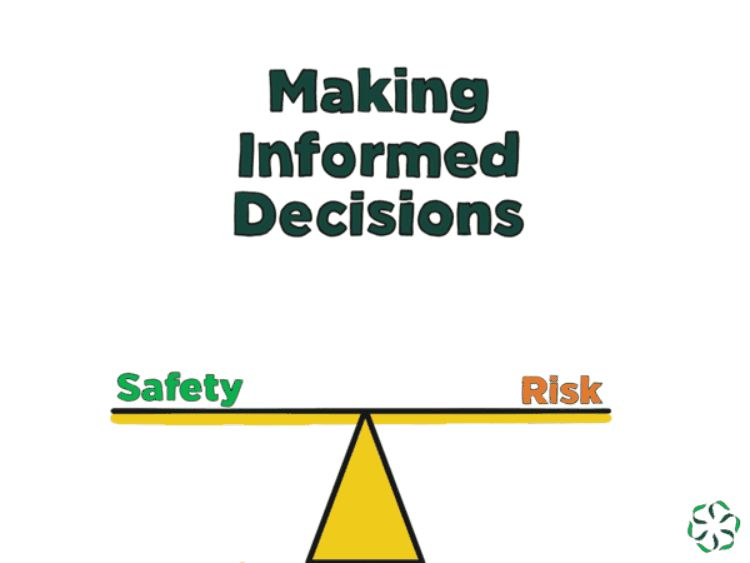 Making
Informed
Decisions
Safety
Risk